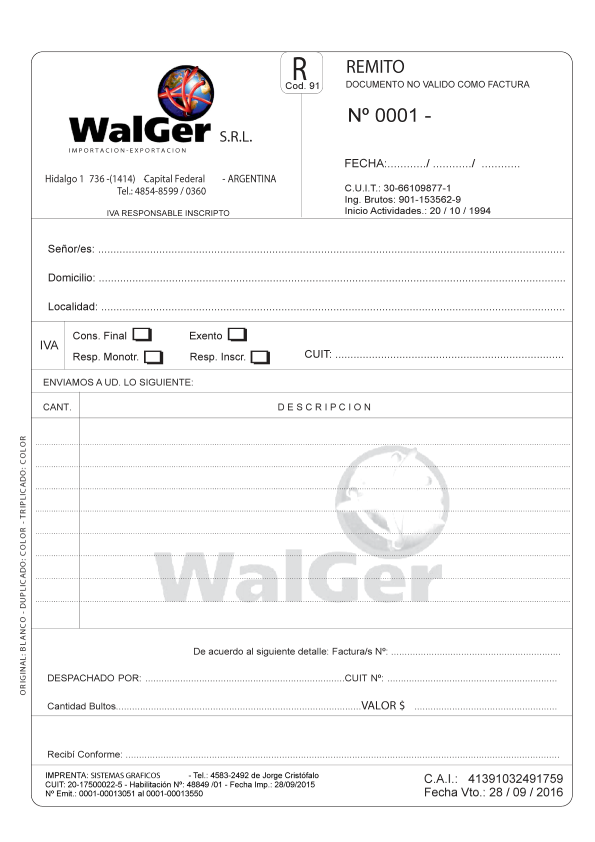 WalGer S.R.L.
IMPORTACION-EXPORTACION
Hidalgo 1 736 -(1414) Capital Federal - ARGENTINA
Tel.: 4854-8599 / 0360
IVA RESPONSABLE INSCRIPTO
R
Cod. 91
REMITO
DOCUMENTO NO VALIDO COMO FACTURA
Nº 0001 -
FECHA:............/ ............/ ............
C.U.I.T.: 30-66109877-1
Ing. Brutos: 901-153562-9
Inicio Actividades.: 20 / 10 / 1994
Señor/es: ....................
Domicilio: ....................
Localidad: ....................
IVA
Cons. Final
Exento
Resp. Monotr.
Resp. Inscr.
CUIT: ....................
ENVIAMOS A UD. LO SIGUIENTE:
CANT. DESCRIPCION
WalGer
De acuerdo al siguiente detalle: Factura/s Nº: ....................
DESPACHADO POR: ....................CUIT Nº: ....................
Cantidad Bultos....................VALOR $ ....................
Recibí Conforme: ....................
IMPRENTA: SISTEMAS GRAFICOS - Tel.: 4583-2492 de Jorge Cristófalo
CUIT: 20-17500022-5 - Habilitación Nº: 48849 /01 - Fecha Imp.: 28/09/2015
Nº Emit.: 0001-00013051 al 0001-00013550
C.A.I.: 41391032491759
Fecha Vto.: 28 / 09 / 2016
ORIGINAL: BLANCO - DUPLICADO: COLOR - TRIPLICADO: COLOR